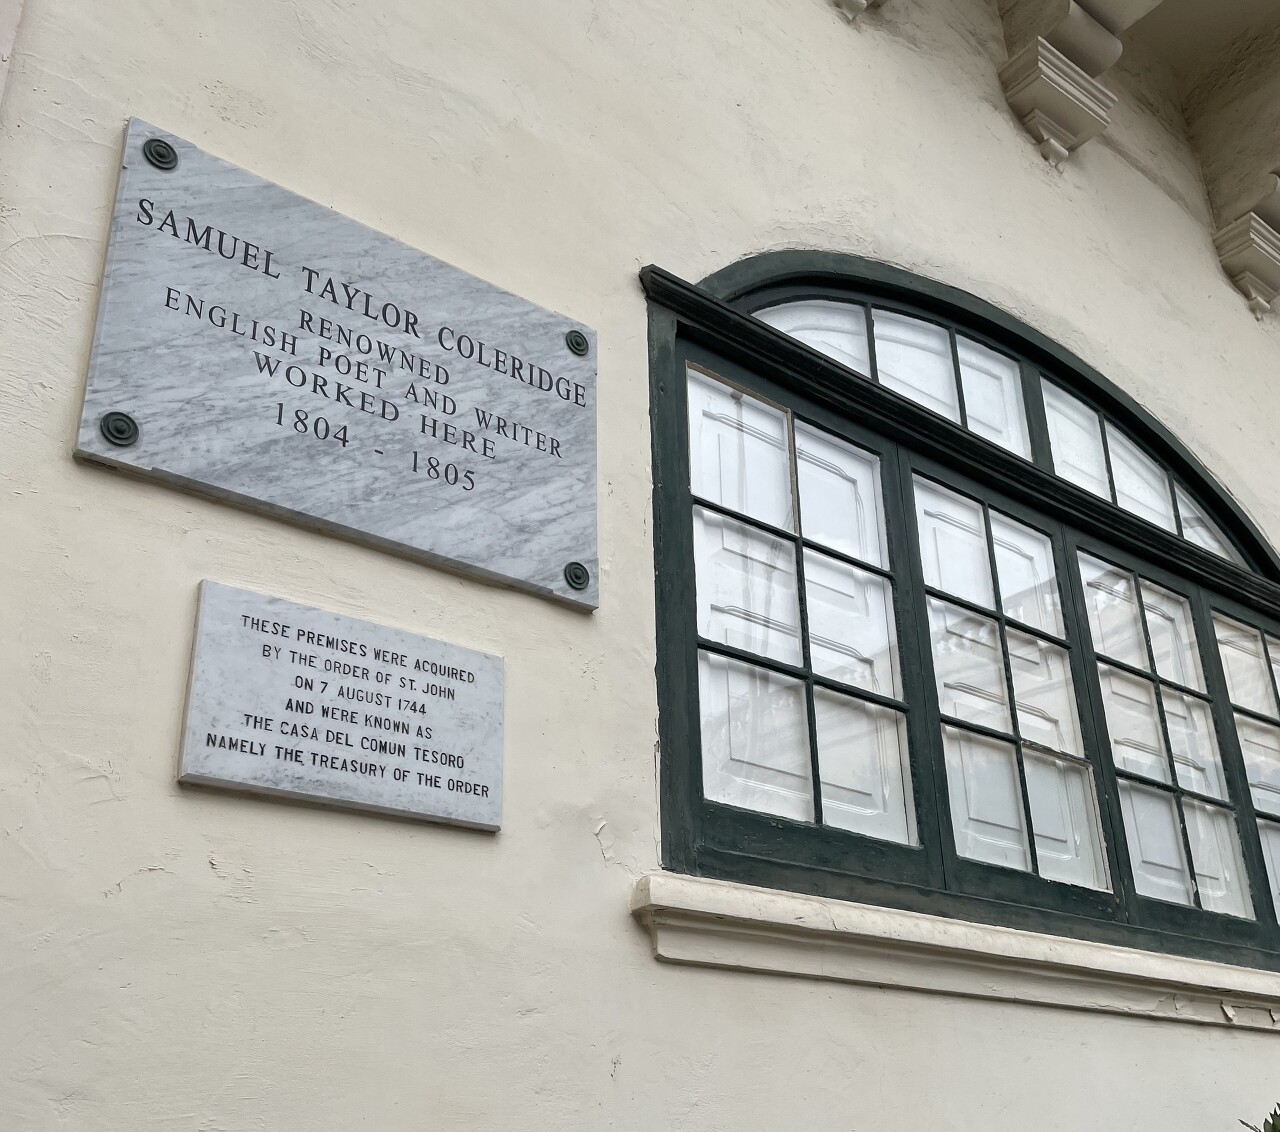 SAMUEL TAYLOR COLERIDGE
RENOWNED
ENGLISH POET AND WRITER
WORKED HERE
1804 - 1805
THESE PREMISES WERE ACQUIRED
BY THE ORDER OF ST. JOHN
ON 7 AUGUST 1744
AND WERE KNOWN AS
THE CASA DEL COMUN TESORO
NAMELY THE TREASURY OF THE ORDER